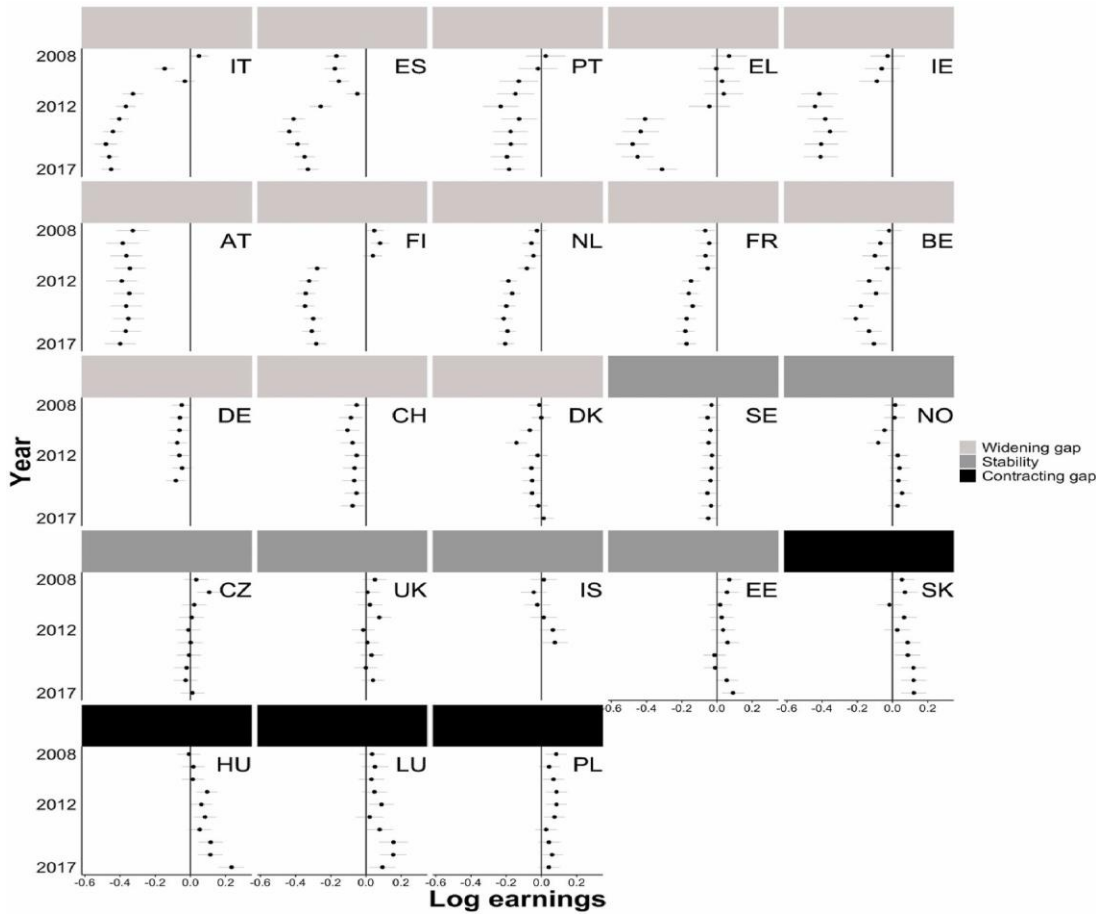 2008
2012
2017
IT
ES
PT
EL
IE
2008
2012
2017
AT
FI
NL
FR
BE
2008
2012
2017
DE
CH
DK
SE
NO
Year
Widening gap
Stability
Contracting gap
2008
2012
2017
CZ
UK
IS
EE
SK
-0.6 -0.4 -0.2 0.0 0.2
-0.6 -0.4 -0.2 0.0 0.2
2008
2012
2017
HU
LU
PL
-0.6 -0.4 -0.2 0.0 0.2
-0.6 -0.4 -0.2 0.0 0.2
-0.6 -0.4 -0.2 0.0 0.2
Log earnings